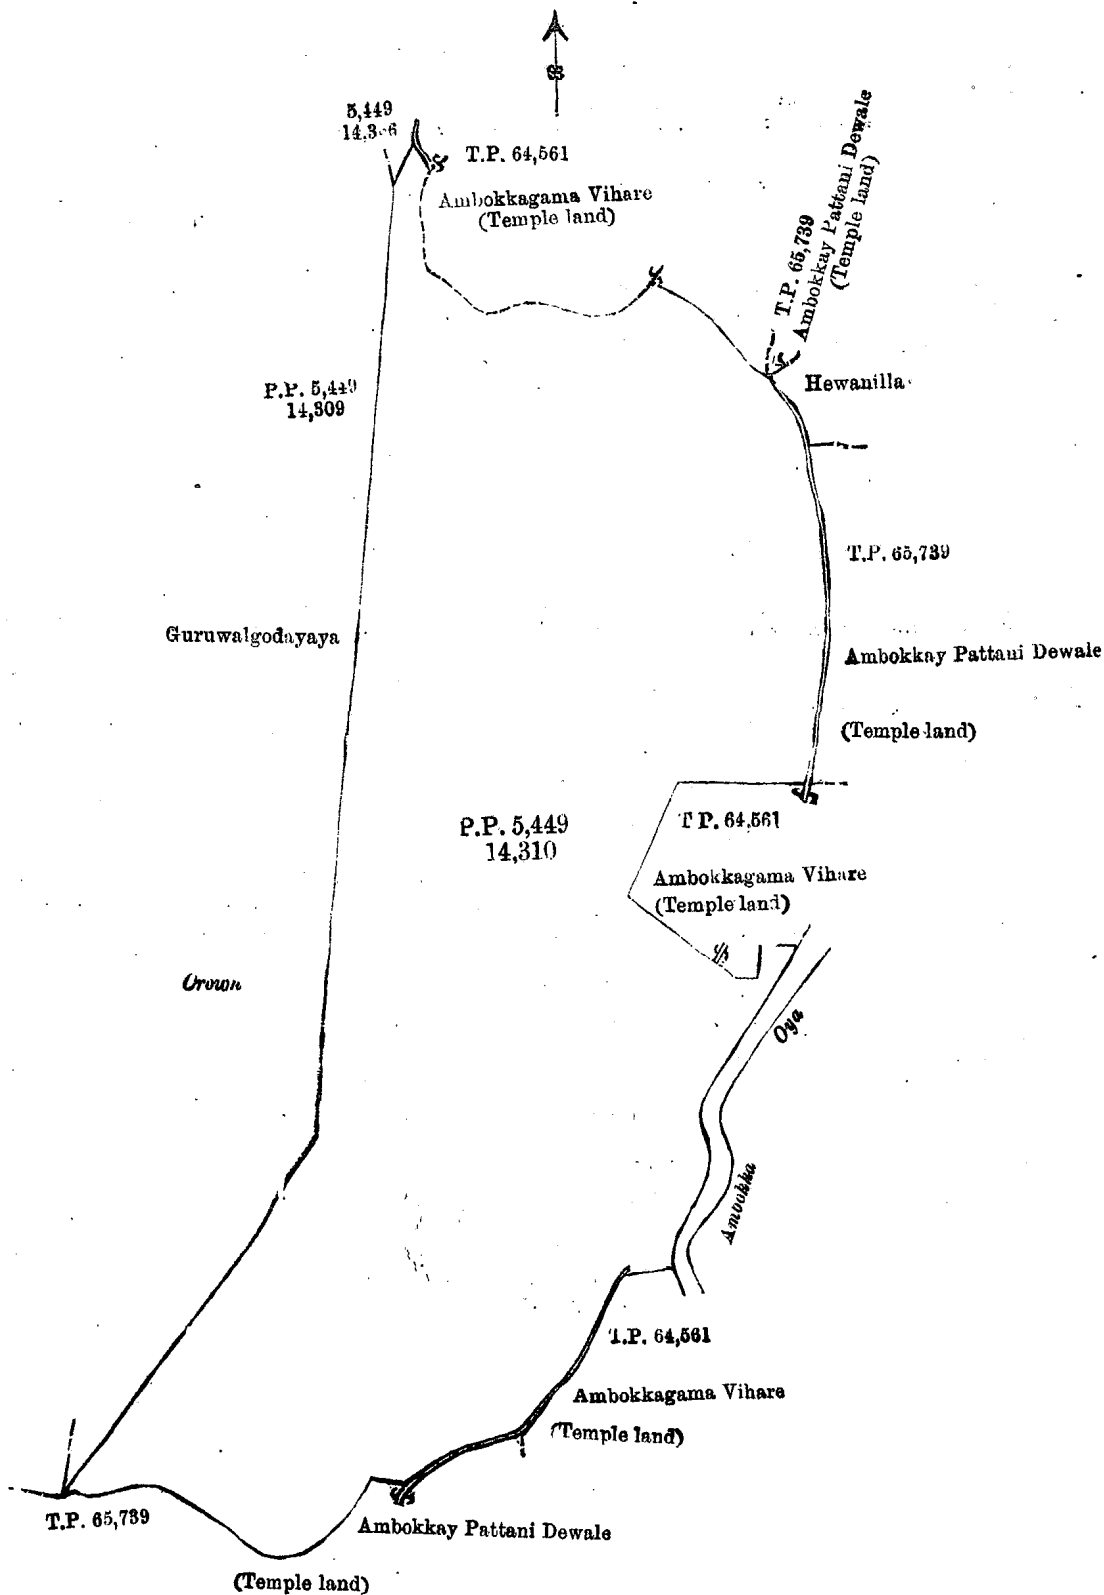 5,449
T.P. 64,561
Ambokkagama Vihare
(Temple land)
T.P. 65,739
Ambokkay Pattani Dewale
(Temple land)
Hewanilla
P.P. 5,449
14,309
T.P. 65,739
Guruwalgodayaya
Ambokkay Pattani Dewale
(Temple land)
P.P. 5,449
14,310
T P. 64,561
Ambokkagama Vihare
(Temple land)
Crown
Oya
Ambokka
T.P. 64,561
Ambokkagama Vihare
(Temple land)
T.P. 65,739
Ambokkay Pattani Dewale
(Temple land)